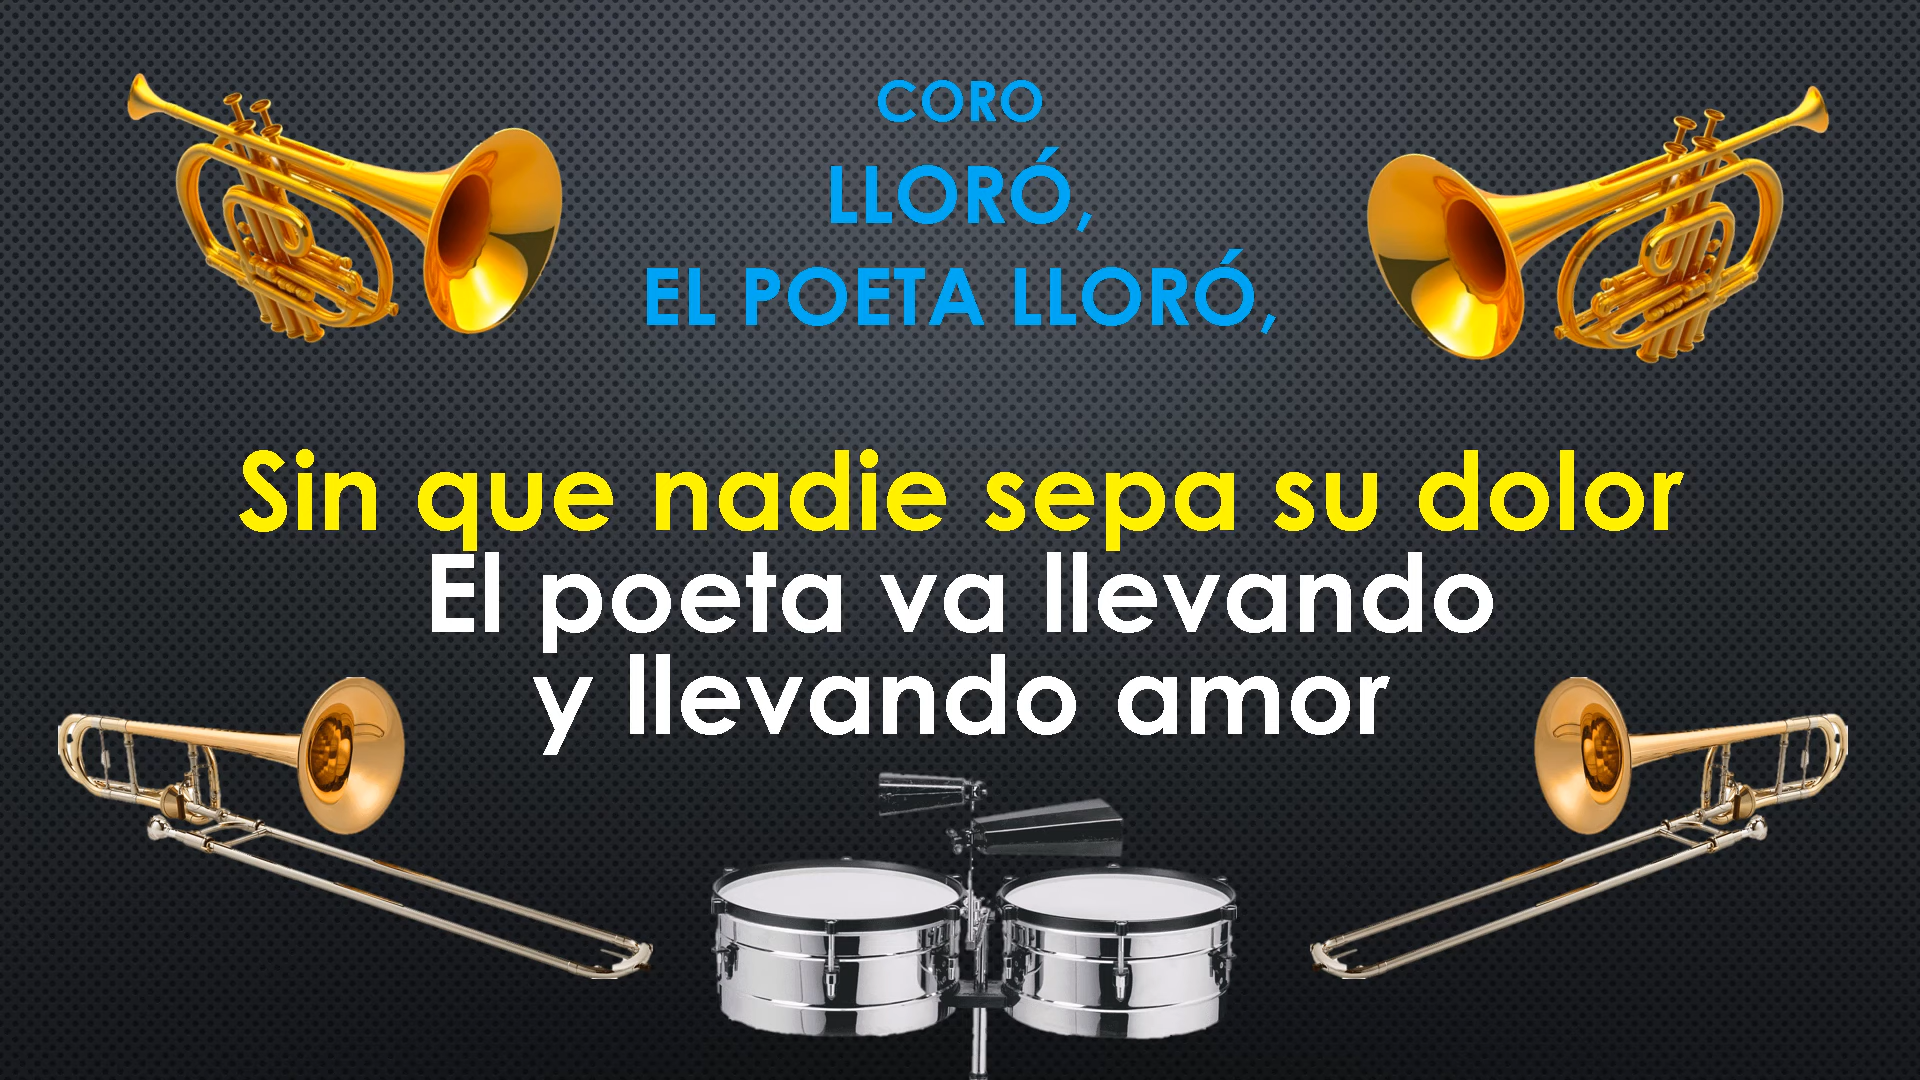 CORO
LLORÓ,
EL POETA LLORÓ,
Sin que nadie sepa su dolor
El poeta va llevando
y llevando amor